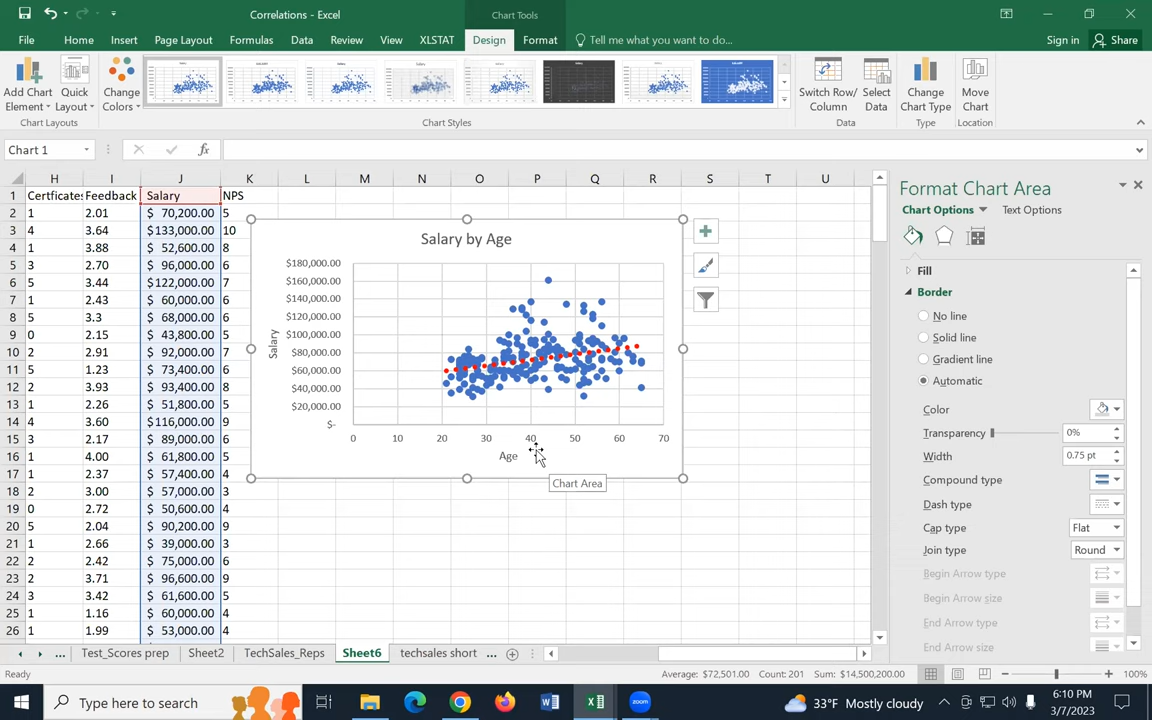 Correlations - Excel
Chart Tools
File Home Insert Page Layout Formulas Data Review View XLSTAT Design Format Tell me what you want to do... Sign in Share
Add Chart Element
Quick Layout
Change Colors
Switch Row/ Column
Select Data
Change Chart Type
Move Chart
Chart Layouts Chart Styles Data Type Location
Chart 1 fx
H I J K L M N O P Q R S T U
1 Certficates Feedback Salary NPS
2 1 2.01 $ 70,200.00 5
3 4 3.64 $133,000.00 10
4 1 3.88 $ 52,600.00 8
5 3 2.70 $ 96,000.00 6
6 5 3.44 $122,000.00 7
7 1 2.43 $ 60,000.00 6
8 5 3.3 $ 68,000.00 6
9 0 2.15 $ 43,800.00 5
10 2 2.91 $ 92,000.00 7
11 5 1.23 $ 73,400.00 6
12 2 3.93 $ 93,400.00 8
13 1 2.26 $ 51,800.00 5
14 4 3.60 $116,000.00 9
15 3 2.17 $ 89,000.00 6
16 1 4.00 $ 61,800.00 5
17 1 2.37 $ 57,400.00 4
18 2 3.00 $ 57,000.00 3
19 0 2.72 $ 50,600.00 4
20 5 2.04 $ 90,200.00 9
21 1 2.66 $ 39,000.00 3
22 2 2.42 $ 75,000.00 6
23 2 3.71 $ 96,600.00 9
24 3 3.42 $ 61,600.00 5
25 1 1.16 $ 60,000.00 4
26 1 1.99 $ 53,000.00 4
Salary by Age
$180,000.00
$160,000.00
$140,000.00
$120,000.00
$100,000.00
$80,000.00
$60,000.00
$40,000.00
$20,000.00
$-
Salary
0 10 20 30 40 50 60 70
Age
Chart Area
Format Chart Area
Chart Options Text Options
Fill
Border
No line
Solid line
Gradient line
Automatic
Color
Transparency 0%
Width 0.75 pt
Compound type
Dash type
Cap type Flat
Join type Round
Begin Arrow type
Begin Arrow size
End Arrow type
End Arrow size
... Test_Scores prep Sheet2 TechSales_Reps Sheet6 techsales short ...
Ready Average: $72,501.00 Count: 201 Sum: $14,500,200.00 100%
Type here to search 33°F Mostly cloudy 6:10 PM
3/7/2023
zoom